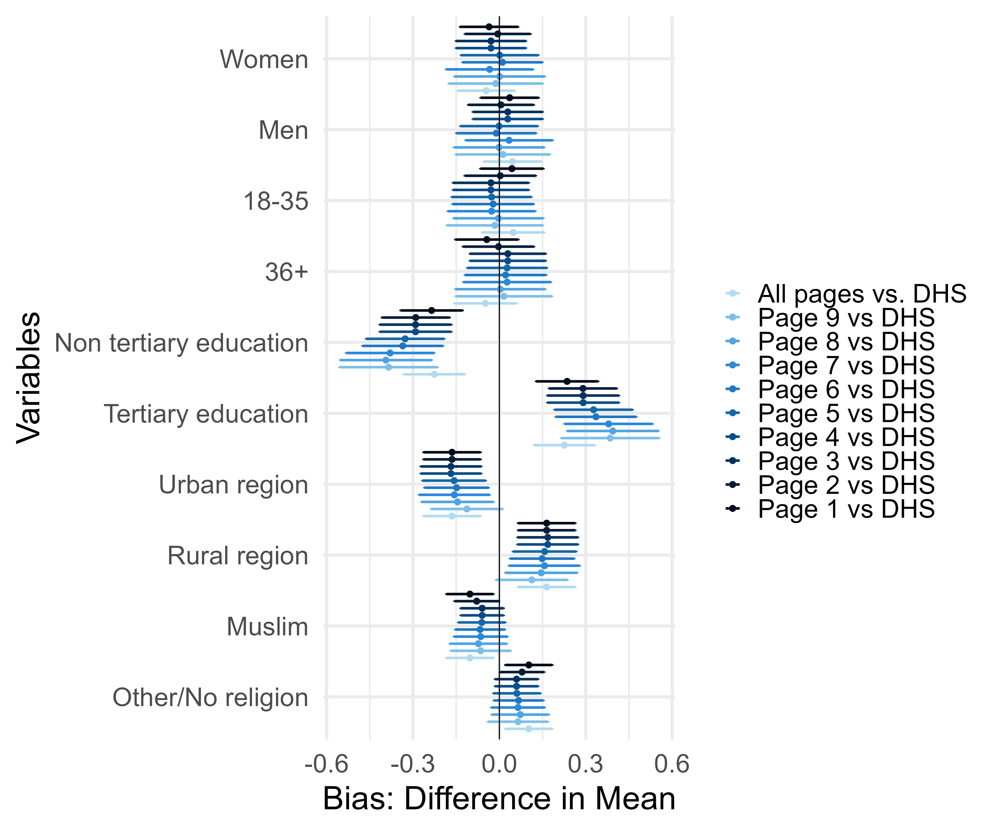 Variables
Women
Men
18-35
36+
Non tertiary education
Tertiary education
Urban region
Rural region
Muslim
Other/No religion
-0.6
-0.3
0.0
0.3
0.6
Bias: Difference in Mean
All pages vs. DHS
Page 9 vs DHS
Page 8 vs DHS
Page 7 vs DHS
Page 6 vs DHS
Page 5 vs DHS
Page 4 vs DHS
Page 3 vs DHS
Page 2 vs DHS
Page 1 vs DHS